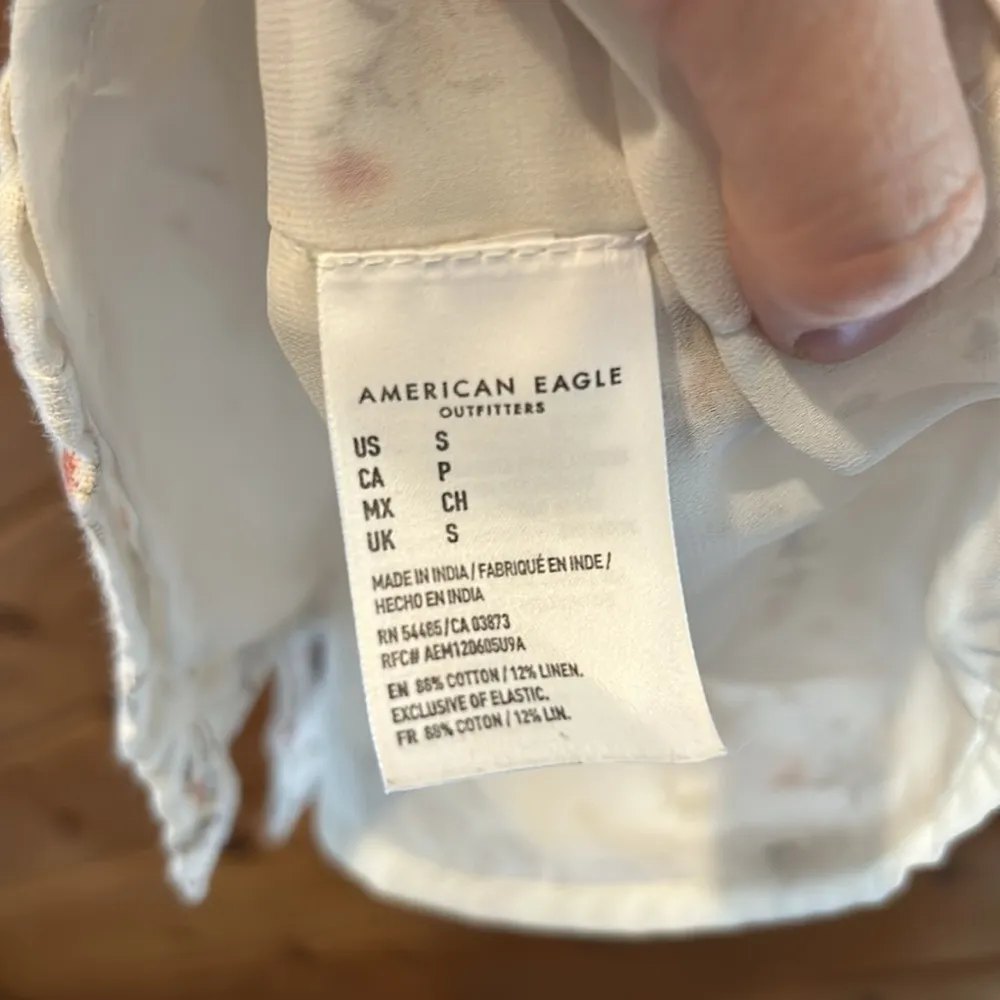 AMERICAN EAGLE
OUTFITTERS
US S
CA P
MX CH
UK S
MADE IN INDIA / FABRIQUÉ EN INDE /
HECHO EN INDIA
RN 54485/CA 03873
RFC# AEM120605U9A
EN 88% COTTON / 12% LINEN.
EXCLUSIVE OF ELASTIC.
FR 88% COTON / 12% LIN.